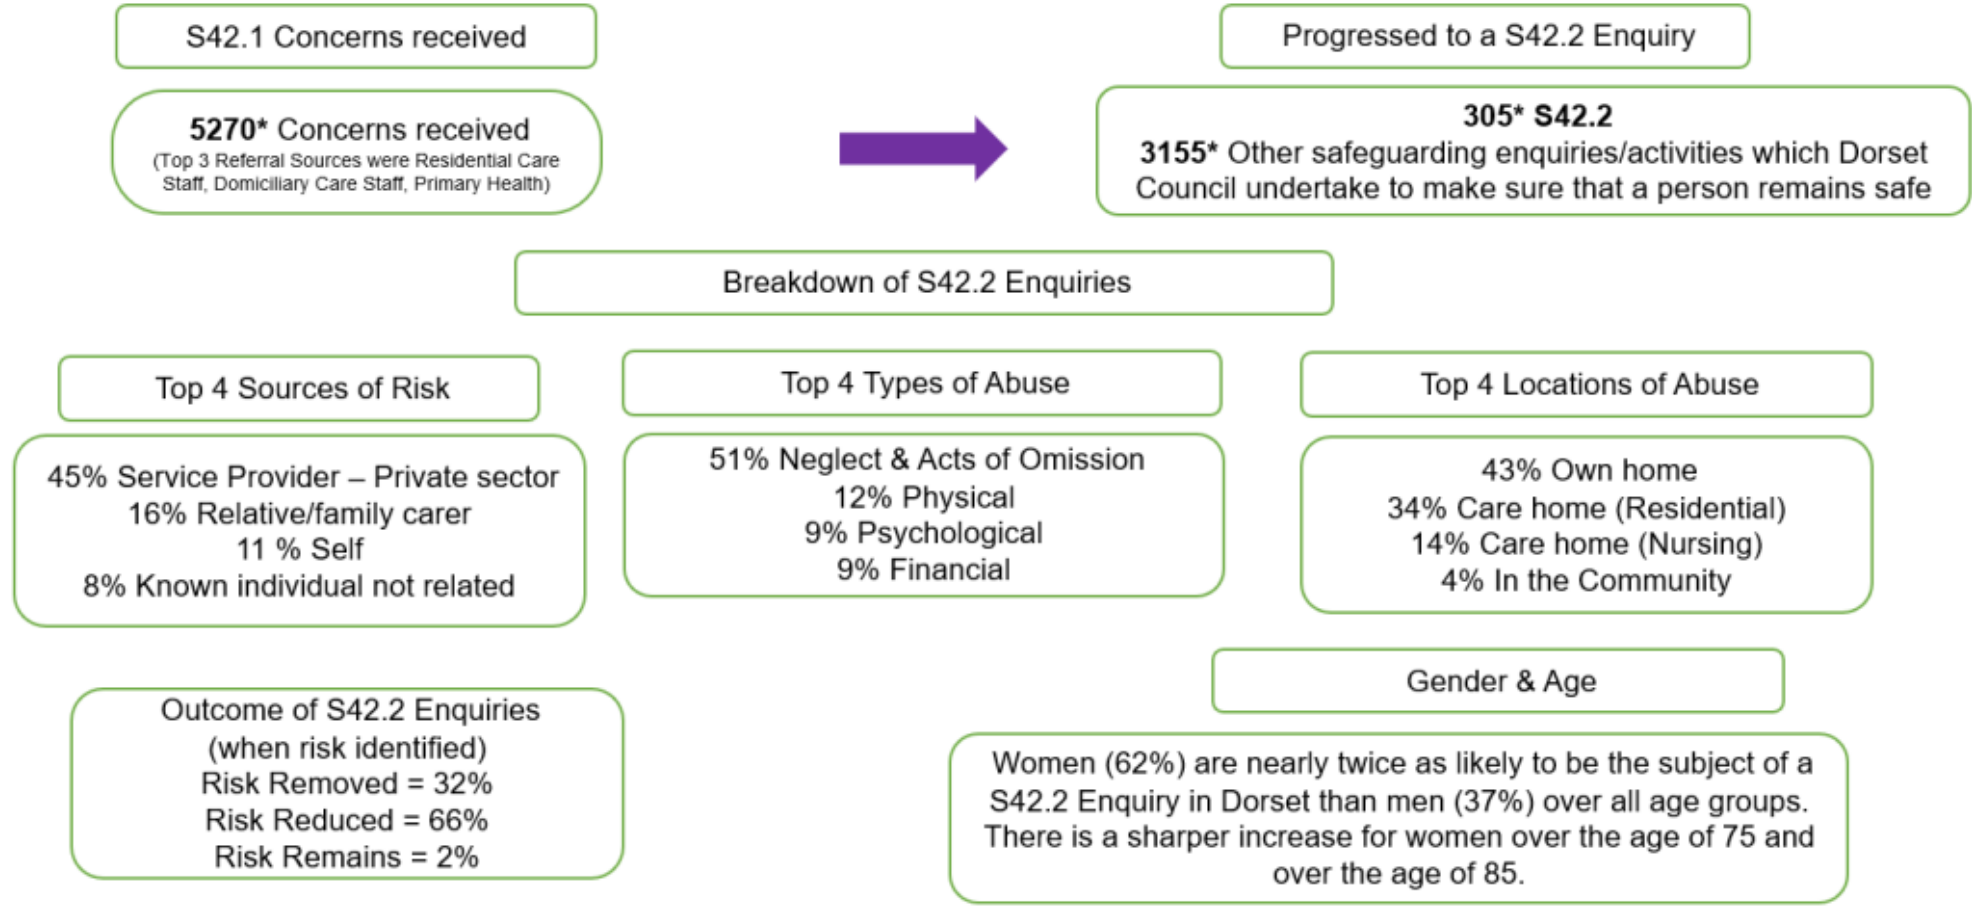 S42.1 Concerns received
Progressed to a S42.2 Enquiry
5270* Concerns received
(Top 3 Referral Sources were Residential Care
Staff, Domiciliary Care Staff, Primary Health)
305* S42.2
3155* Other safeguarding enquiries/activities which Dorset
Council undertake to make sure that a person remains safe
Breakdown of S42.2 Enquiries
Top 4 Sources of Risk
45% Service Provider – Private sector
16% Relative/family carer
11 % Self
8% Known individual not related
Top 4 Types of Abuse
51% Neglect & Acts of Omission
12% Physical
9% Psychological
9% Financial
Top 4 Locations of Abuse
43% Own home
34% Care home (Residential)
14% Care home (Nursing)
4% In the Community
Outcome of S42.2 Enquiries
(when risk identified)
Risk Removed = 32%
Risk Reduced = 66%
Risk Remains = 2%
Gender & Age
Women (62%) are nearly twice as likely to be the subject of a
S42.2 Enquiry in Dorset than men (37%) over all age groups.
There is a sharper increase for women over the age of 75 and
over the age of 85.